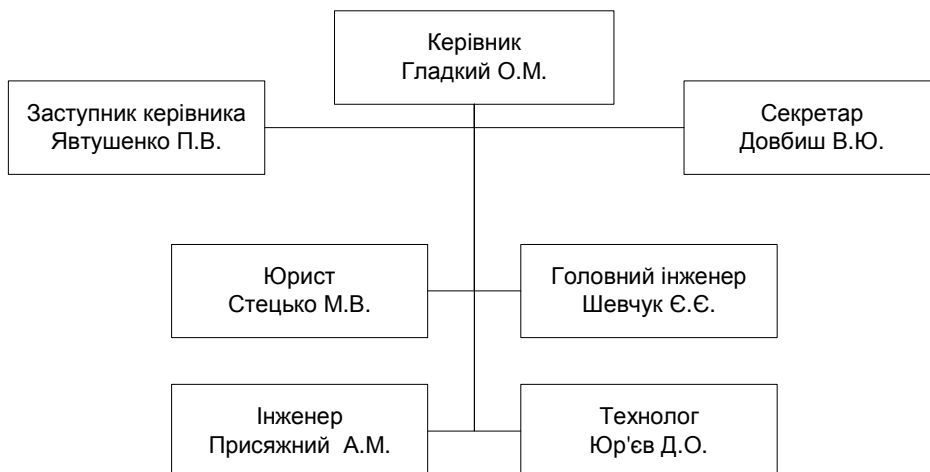 Керівник
Гладкий О.М.
Заступник керівника
Явтушенко П.В.
Секретар
Довбиш В.Ю.
Юрист
Стецько М.В.
Головний інженер
Шевчук Є.Є.
Інженер
Присяжний А.М.
Технолог
Юр'єв Д.О.